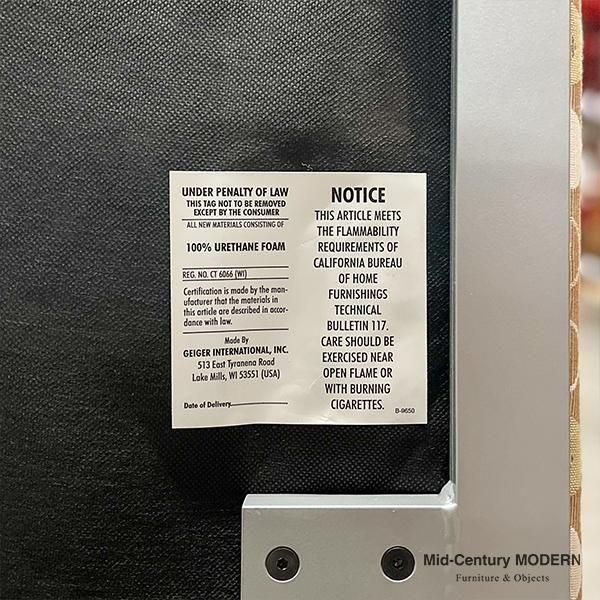 UNDER PENALTY OF LAW
THIS TAG NOT TO BE REMOVED
EXCEPT BY THE CONSUMER
ALL NEW MATERIALS CONSISTING OF
100% URETHANE FOAM
REG. NO. CT 6066 (WI)
Certification is made by the man-
ufacturer that the materials in
this article are described in accor-
dance with law.
Made By
GEIGER INTERNATIONAL, INC.
513 East Tyranena Road
Lake Mills, WI 53551 (USA)
Date of Delivery
NOTICE
THIS ARTICLE MEETS
THE FLAMMABILITY
REQUIREMENTS OF
CALIFORNIA BUREAU
OF HOME
FURNISHINGS
TECHNICAL
BULLETIN 117.
CARE SHOULD BE
EXERCISED NEAR
OPEN FLAME OR
WITH BURNING
CIGARETTES.
B-9650
Mid-Century MODERN
Furniture & Objects